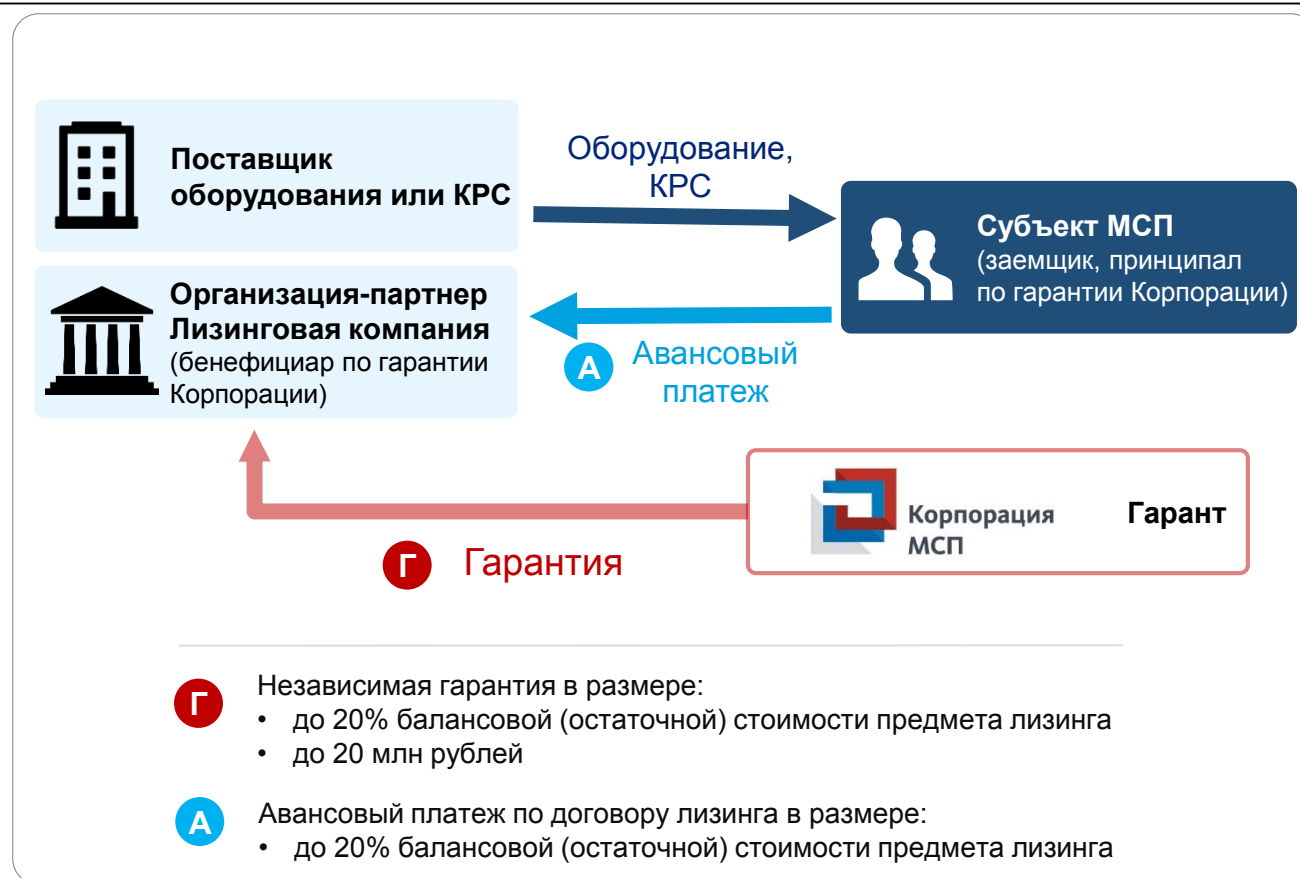 Поставщик
оборудования или КРС
Оборудование,
КРС
Субъект МСП
(заемщик, принципал
по гарантии Корпорации)
Организация-партнер
Лизинговая компания
(бенефициар по гарантии
Корпорации)
А
Авансовый
платеж
Корпорация
МСП
Гарант
Г
Гарантия
Г
Независимая гарантия в размере:
• до 20% балансовой (остаточной) стоимости предмета лизинга
• до 20 млн рублей
А
Авансовый платеж по договору лизинга в размере:
• до 20% балансовой (остаточной) стоимости предмета лизинга